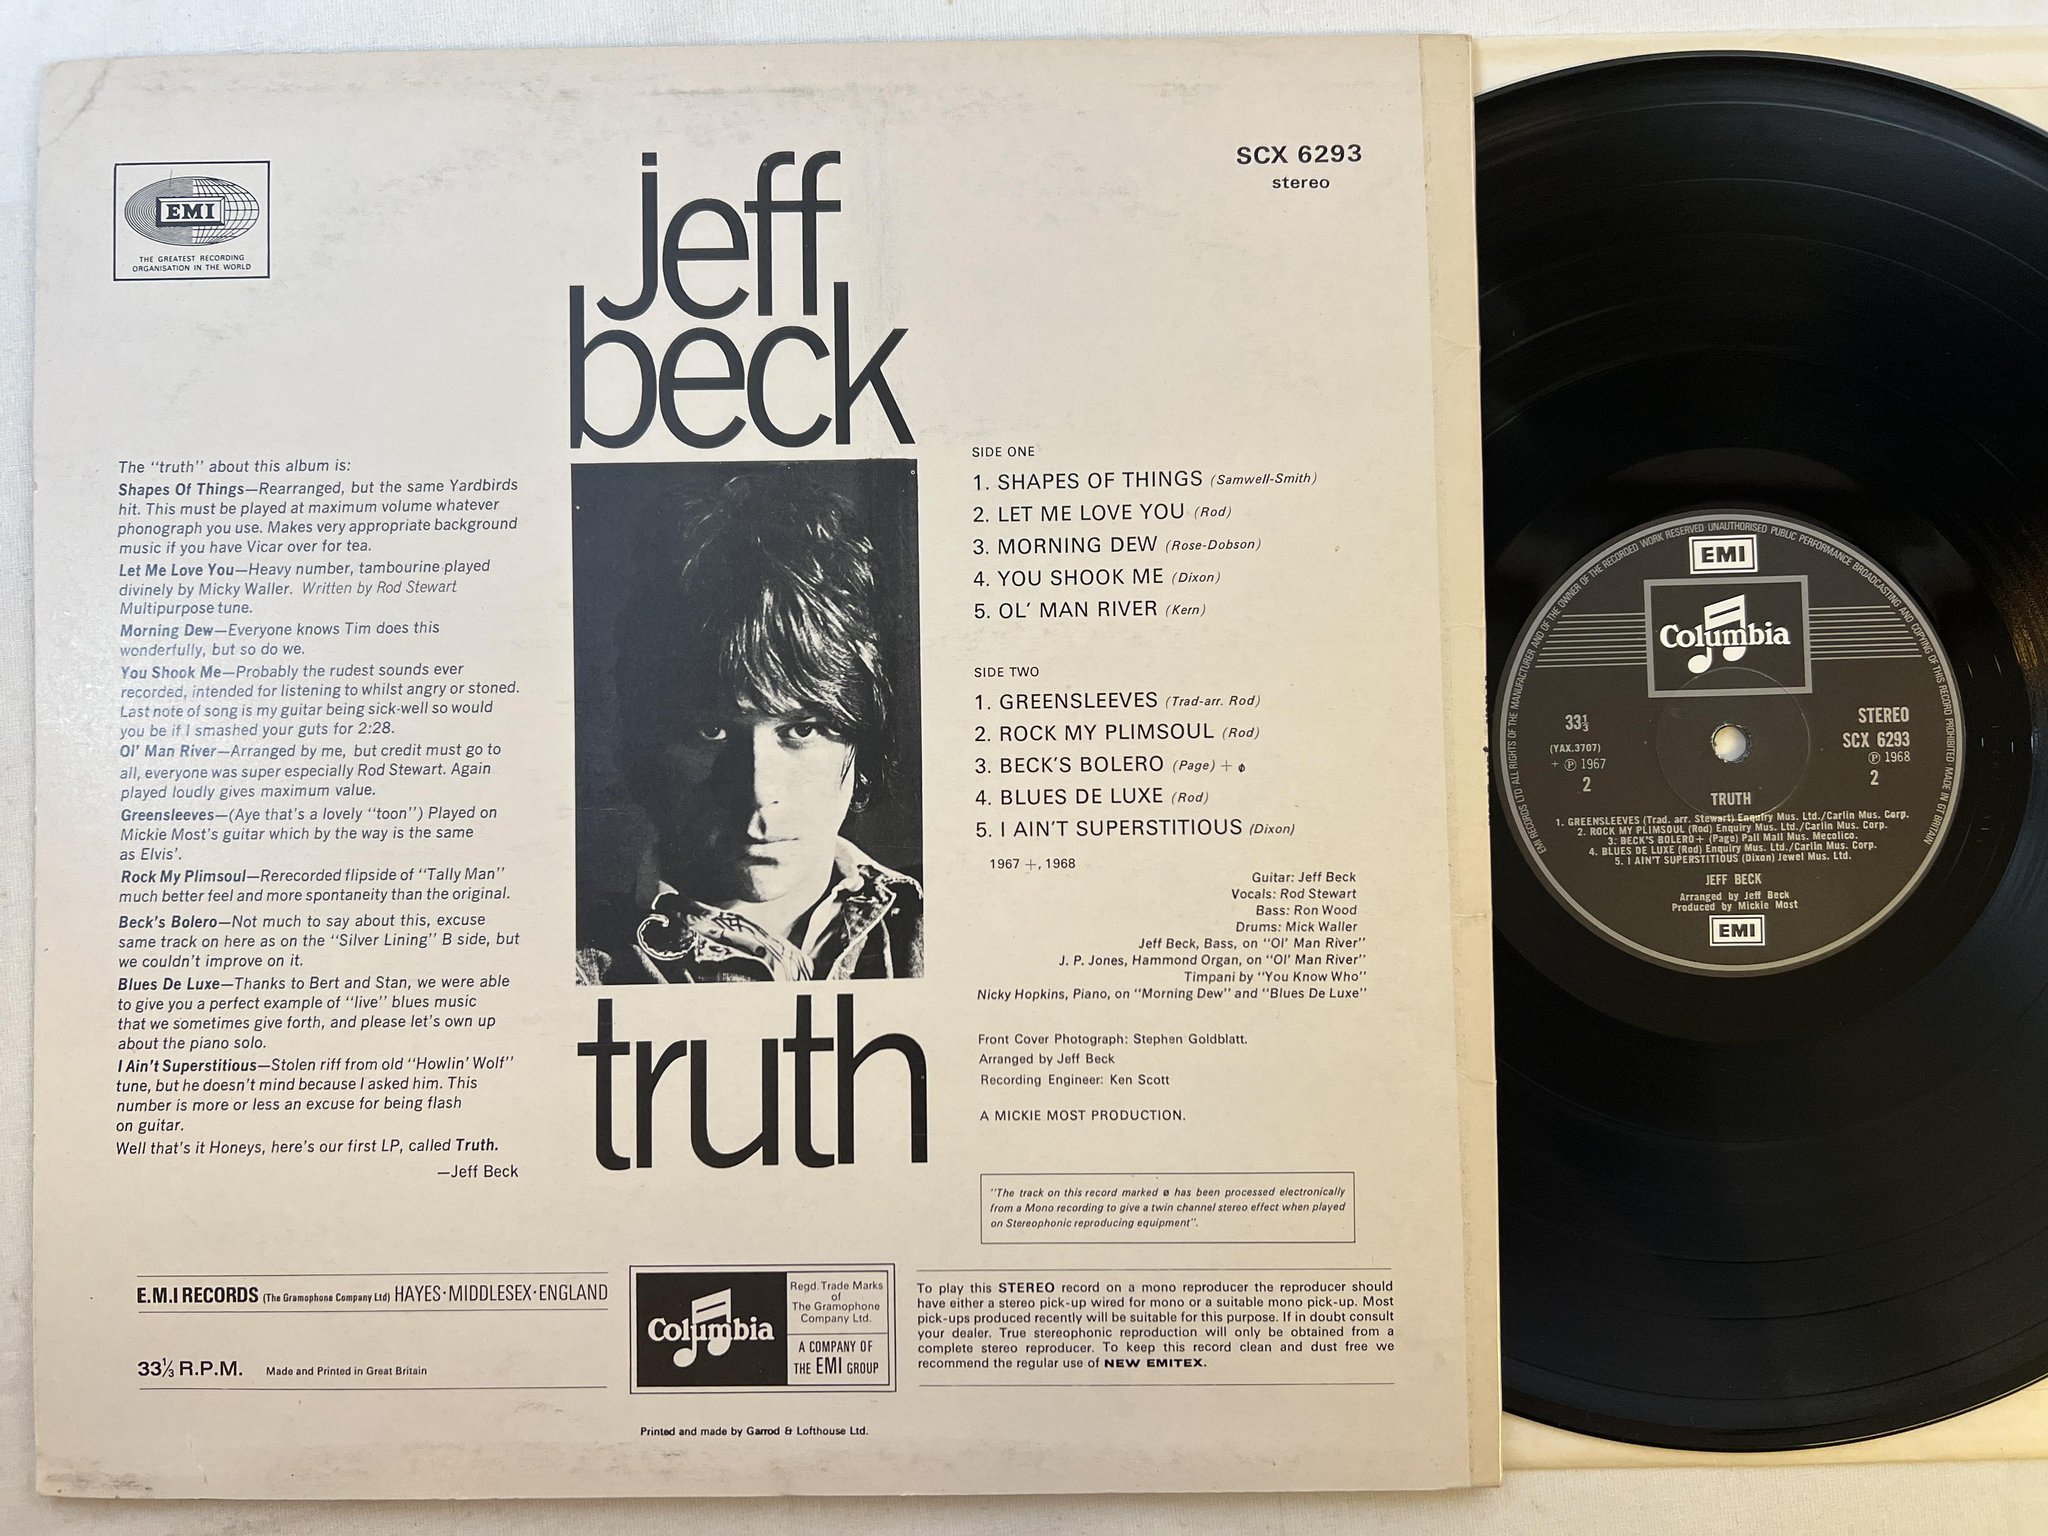 EMI
THE GREATEST RECORDING
ORGANISATION IN THE WORLD
jeff
beck
SCX 6293
stereo
The "truth" about this album is:
Shapes Of Things—Rearranged, but the same Yardbirds
hit. This must be played at maximum volume whatever
phonograph you use. Makes very appropriate background
music if you have Vicar over for tea.
Let Me Love You—Heavy number, tambourine played
divinely by Micky Waller. Written by Rod Stewart
Multipurpose tune.
Morning Dew—Everyone knows Tim does this
wonderfully, but so do we.
You Shook Me—Probably the rudest sounds ever
recorded, intended for listening to whilst angry or stoned.
Last note of song is my guitar being sick-well so would
you be if I smashed your guts for 2:28.
Ol' Man River—Arranged by me, but credit must go to
all, everyone was super especially Rod Stewart. Again
played loudly gives maximum value.
Greensleeves—(Aye that's a lovely "toon") Played on
Mickie Most's guitar which by the way is the same
as Elvis'.
Rock My Plimsoul—Rerecorded flipside of "Tally Man"
much better feel and more spontaneity than the original.
Beck's Bolero—Not much to say about this, excuse
same track on here as on the "Silver Lining" B side, but
we couldn't improve on it.
Blues De Luxe—Thanks to Bert and Stan, we were able
to give you a perfect example of "live" blues music
that we sometimes give forth, and please let's own up
about the piano solo.
I Ain't Superstitious—Stolen riff from old "Howlin' Wolf"
tune, but he doesn't mind because I asked him. This
number is more or less an excuse for being flash
on guitar.
Well that's it Honeys, here's our first LP, called Truth.
—Jeff Beck
truth
SIDE ONE
1. SHAPES OF THINGS (Samwell-Smith)
2. LET ME LOVE YOU (Rod)
3. MORNING DEW (Rose-Dobson)
4. YOU SHOOK ME (Dixon)
5. OL' MAN RIVER (Kern)
SIDE TWO
1. GREENSLEEVES (Trad-arr. Rod)
2. ROCK MY PLIMSOUL (Rod)
3. BECK'S BOLERO (Page) + ø
4. BLUES DE LUXE (Rod)
5. I AIN'T SUPERSTITIOUS (Dixon)
1967 +, 1968
Guitar: Jeff Beck
Vocals: Rod Stewart
Bass: Ron Wood
Drums: Mick Waller
Jeff Beck, Bass, on "Ol' Man River"
J. P. Jones, Hammond Organ, on "Ol' Man River"
Timpani by "You Know Who"
Nicky Hopkins, Piano, on "Morning Dew" and "Blues De Luxe"
Front Cover Photograph: Stephen Goldblatt.
Arranged by Jeff Beck
Recording Engineer: Ken Scott
A MICKIE MOST PRODUCTION.
"The track on this record marked ø has been processed electronically
from a Mono recording to give a twin channel stereo effect when played
on Stereophonic reproducing equipment".
E.M.I RECORDS (The Gramophone Company Ltd) HAYES·MIDDLESEX·ENGLAND
33⅓ R.P.M. Made and Printed in Great Britain
Columbia
Regd. Trade Marks
of
The Gramophone
Company Ltd.
A COMPANY OF
THE EMI GROUP
To play this STEREO record on a mono reproducer the reproducer should
have either a stereo pick-up wired for mono or a suitable mono pick-up. Most
pick-ups produced recently will be suitable for this purpose. If in doubt consult
your dealer. True stereophonic reproduction will only be obtained from a
complete stereo reproducer. To keep this record clean and dust free we
recommend the regular use of NEW EMITEX.
Printed and made by Garrod & Lofthouse Ltd.
EMI RECORDS LTD·ALL RIGHTS OF THE MANUFACTURER AND OF THE OWNER OF THE RECORDED WORK RESERVED·UNAUTHORISED PUBLIC PERFORMANCE BROADCASTING AND COPYING OF THIS RECORD PROHIBITED·MADE IN GT BRITAIN
EMI
Columbia
33⅓
(YAX.3707)
+ ℗ 1967
2
STEREO
SCX 6293
℗ 1968
2
TRUTH
1. GREENSLEEVES (Trad. arr. Stewart) Enquiry Mus. Ltd./Carlin Mus. Corp.
2. ROCK MY PLIMSOUL (Rod) Enquiry Mus. Ltd./Carlin Mus. Corp.
3: BECK'S BOLERO+ (Page) Pall Mall Mus. Mecolico.
4. BLUES DE LUXE (Rod) Enquiry Mus. Ltd./Carlin Mus. Corp.
5. I AIN'T SUPERSTITIOUS (Dixon) Jewel Mus. Ltd.
JEFF BECK
Arranged by Jeff Beck
Produced by Mickie Most
EMI